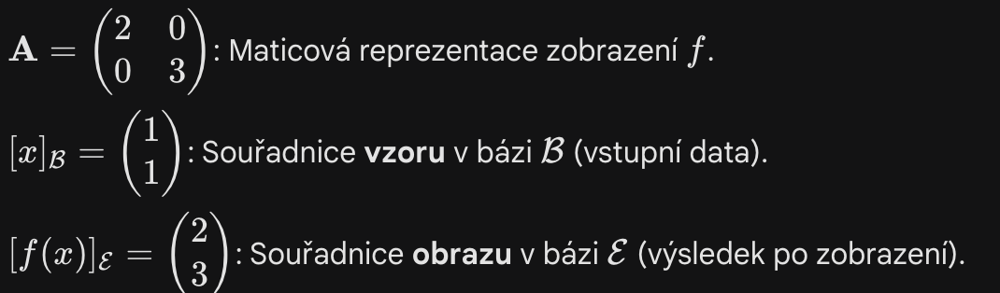 A = (2 0; 0 3): Maticová reprezentace zobrazení f.
[x]_ℬ = (1; 1): Souřadnice vzoru v bázi ℬ (vstupní data).
[f(x)]_ℰ = (2; 3): Souřadnice obrazu v bázi ℰ (výsledek po zobrazení).